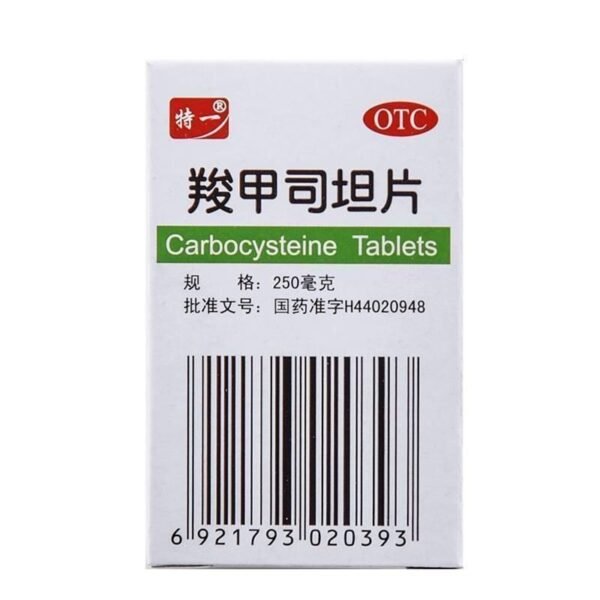 特一®
OTC
羧甲司坦片
Carbocysteine Tablets
规 格: 250毫克
批准文号: 国药准字H44020948
6 921793 020393